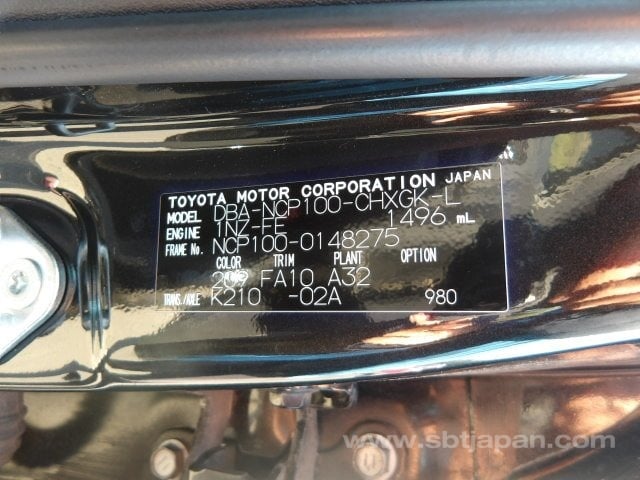 TOYOTA MOTOR CORPORATION JAPAN
MODEL DBA-NCP100-CHXGK-L
ENGINE 1NZ-FE 1496 mL
FRAME No. NCP100-0148275
COLOR TRIM PLANT OPTION
209 FA10 A32
TRANS./AXLE K210 -02A 980
www.sbtjapan.com